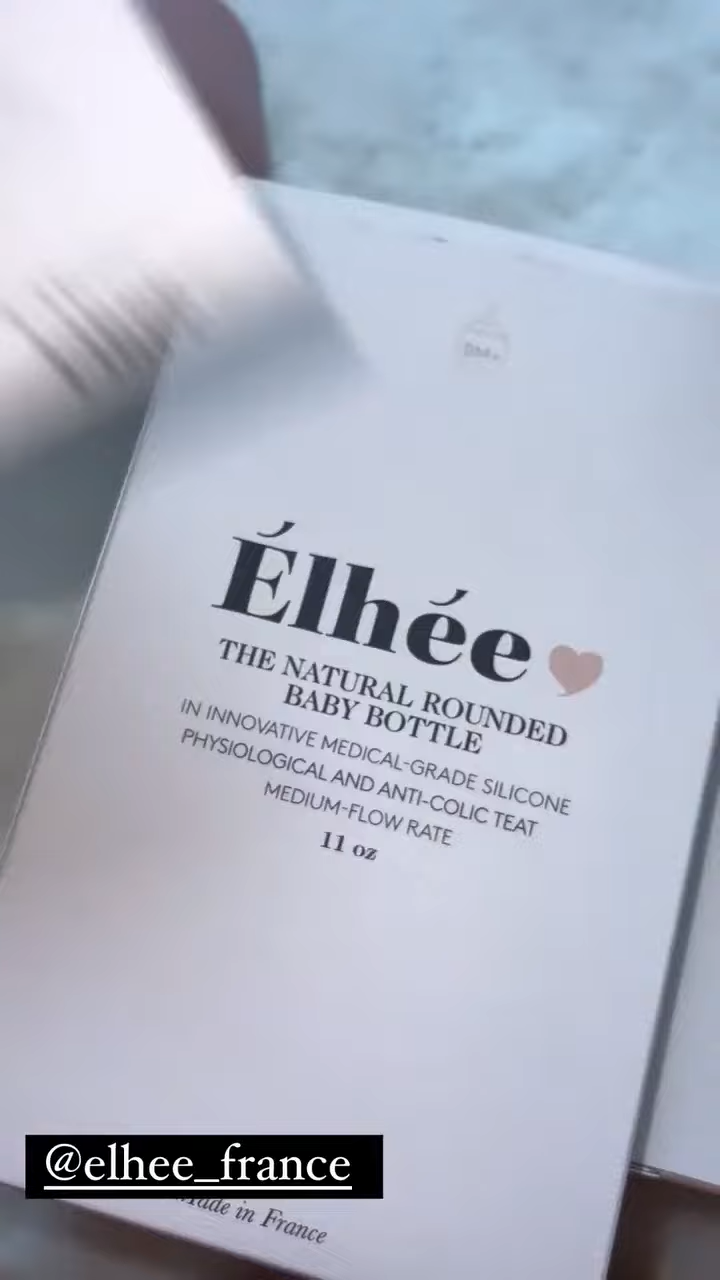 Élhée
THE NATURAL ROUNDED
BABY BOTTLE
IN INNOVATIVE MEDICAL-GRADE SILICONE
PHYSIOLOGICAL AND ANTI-COLIC TEAT
MEDIUM-FLOW RATE
11 oz
@elhee_france
Made in France